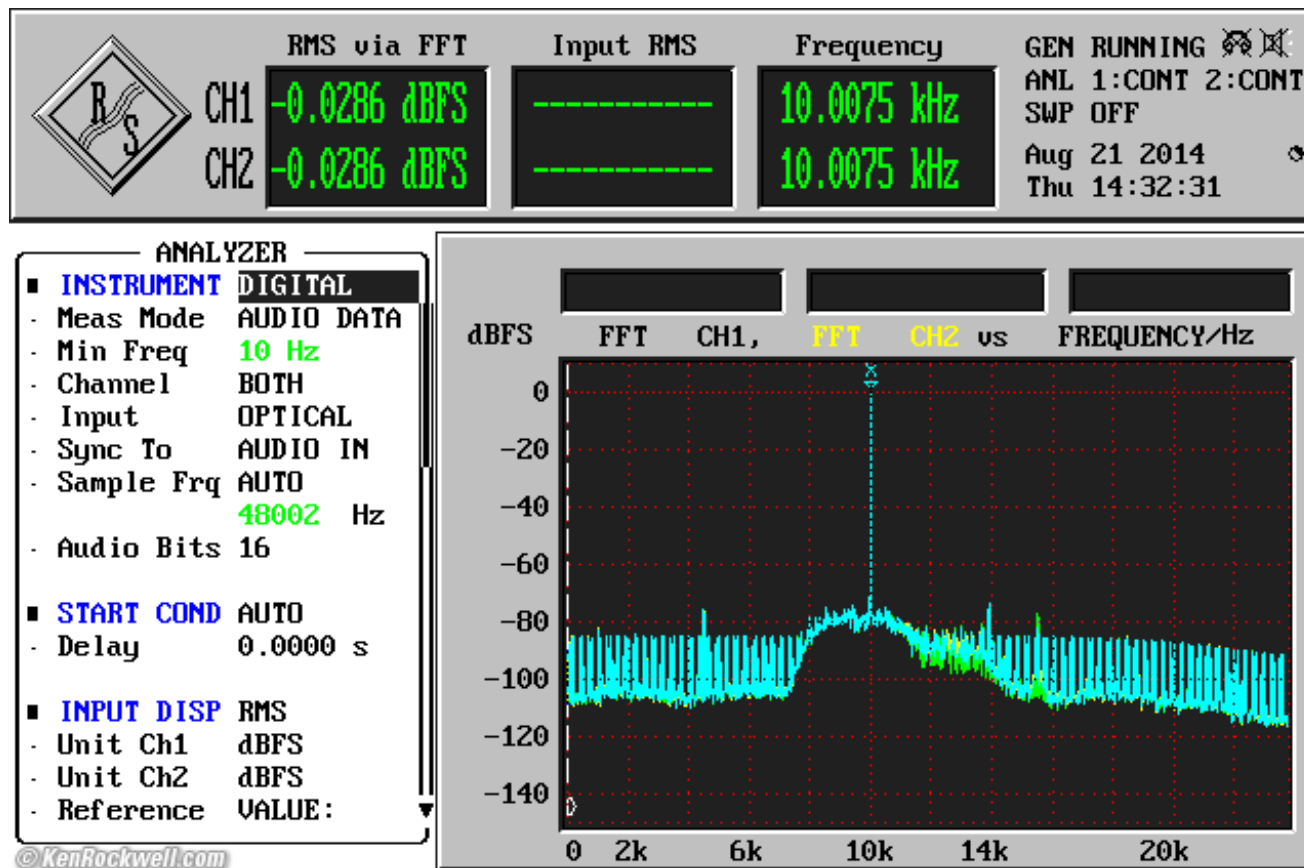 RMS via FFT Input RMS Frequency
GEN RUNNING
ANL 1:CONT 2:CONT
SWP OFF
Aug 21 2014
Thu 14:32:31
R
S
CH1 -0.0286 dBFS ----------- 10.0075 kHz
CH2 -0.0286 dBFS ----------- 10.0075 kHz
ANALYZER
INSTRUMENT DIGITAL
Meas Mode AUDIO DATA
Min Freq 10 Hz
Channel BOTH
Input OPTICAL
Sync To AUDIO IN
Sample Frq AUTO
48002 Hz
Audio Bits 16
START COND AUTO
Delay 0.0000 s
INPUT DISP RMS
Unit Ch1 dBFS
Unit Ch2 dBFS
Reference VALUE:
dBFS FFT CH1, FFT CH2 vs FREQUENCY/Hz
0
-20
-40
-60
-80
-100
-120
-140
0 2k 6k 10k 14k 20k
© KenRockwell.com